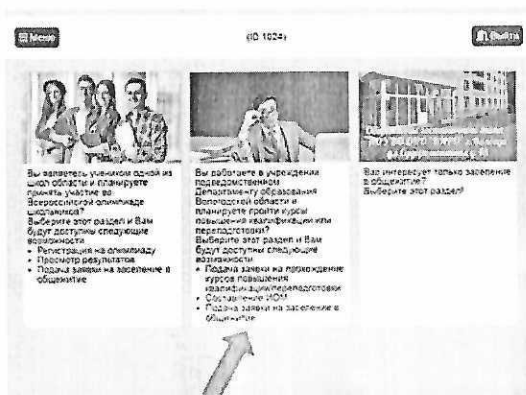 Меню
(ID 1024)
Выйти
Вы являетесь учеником одной из
школ области и планируете
принять участие во
Всероссийской олимпиаде
школьников?
Выберите этот раздел и Вам
будут доступны следующие
возможности
• Регистрация на олимпиаду
• Просмотр результатов
• Подача заявки на заселение в
общежитие
Вы работаете в учреждении
подведомственном
Департаменту образования
Вологодской области и
планируете пройти курсы
повышения квалификации или
переподготовки?
Выберите этот раздел и Вам
будут доступны следующие
возможности
• Подача заявки на прохождение
курсов повышения
квалификации/переподготовки
• Составление ИОМ
• Подача заявки на заселение в
общежитие
Вас интересует только заселение
в общежитие?
Выберите этот раздел!